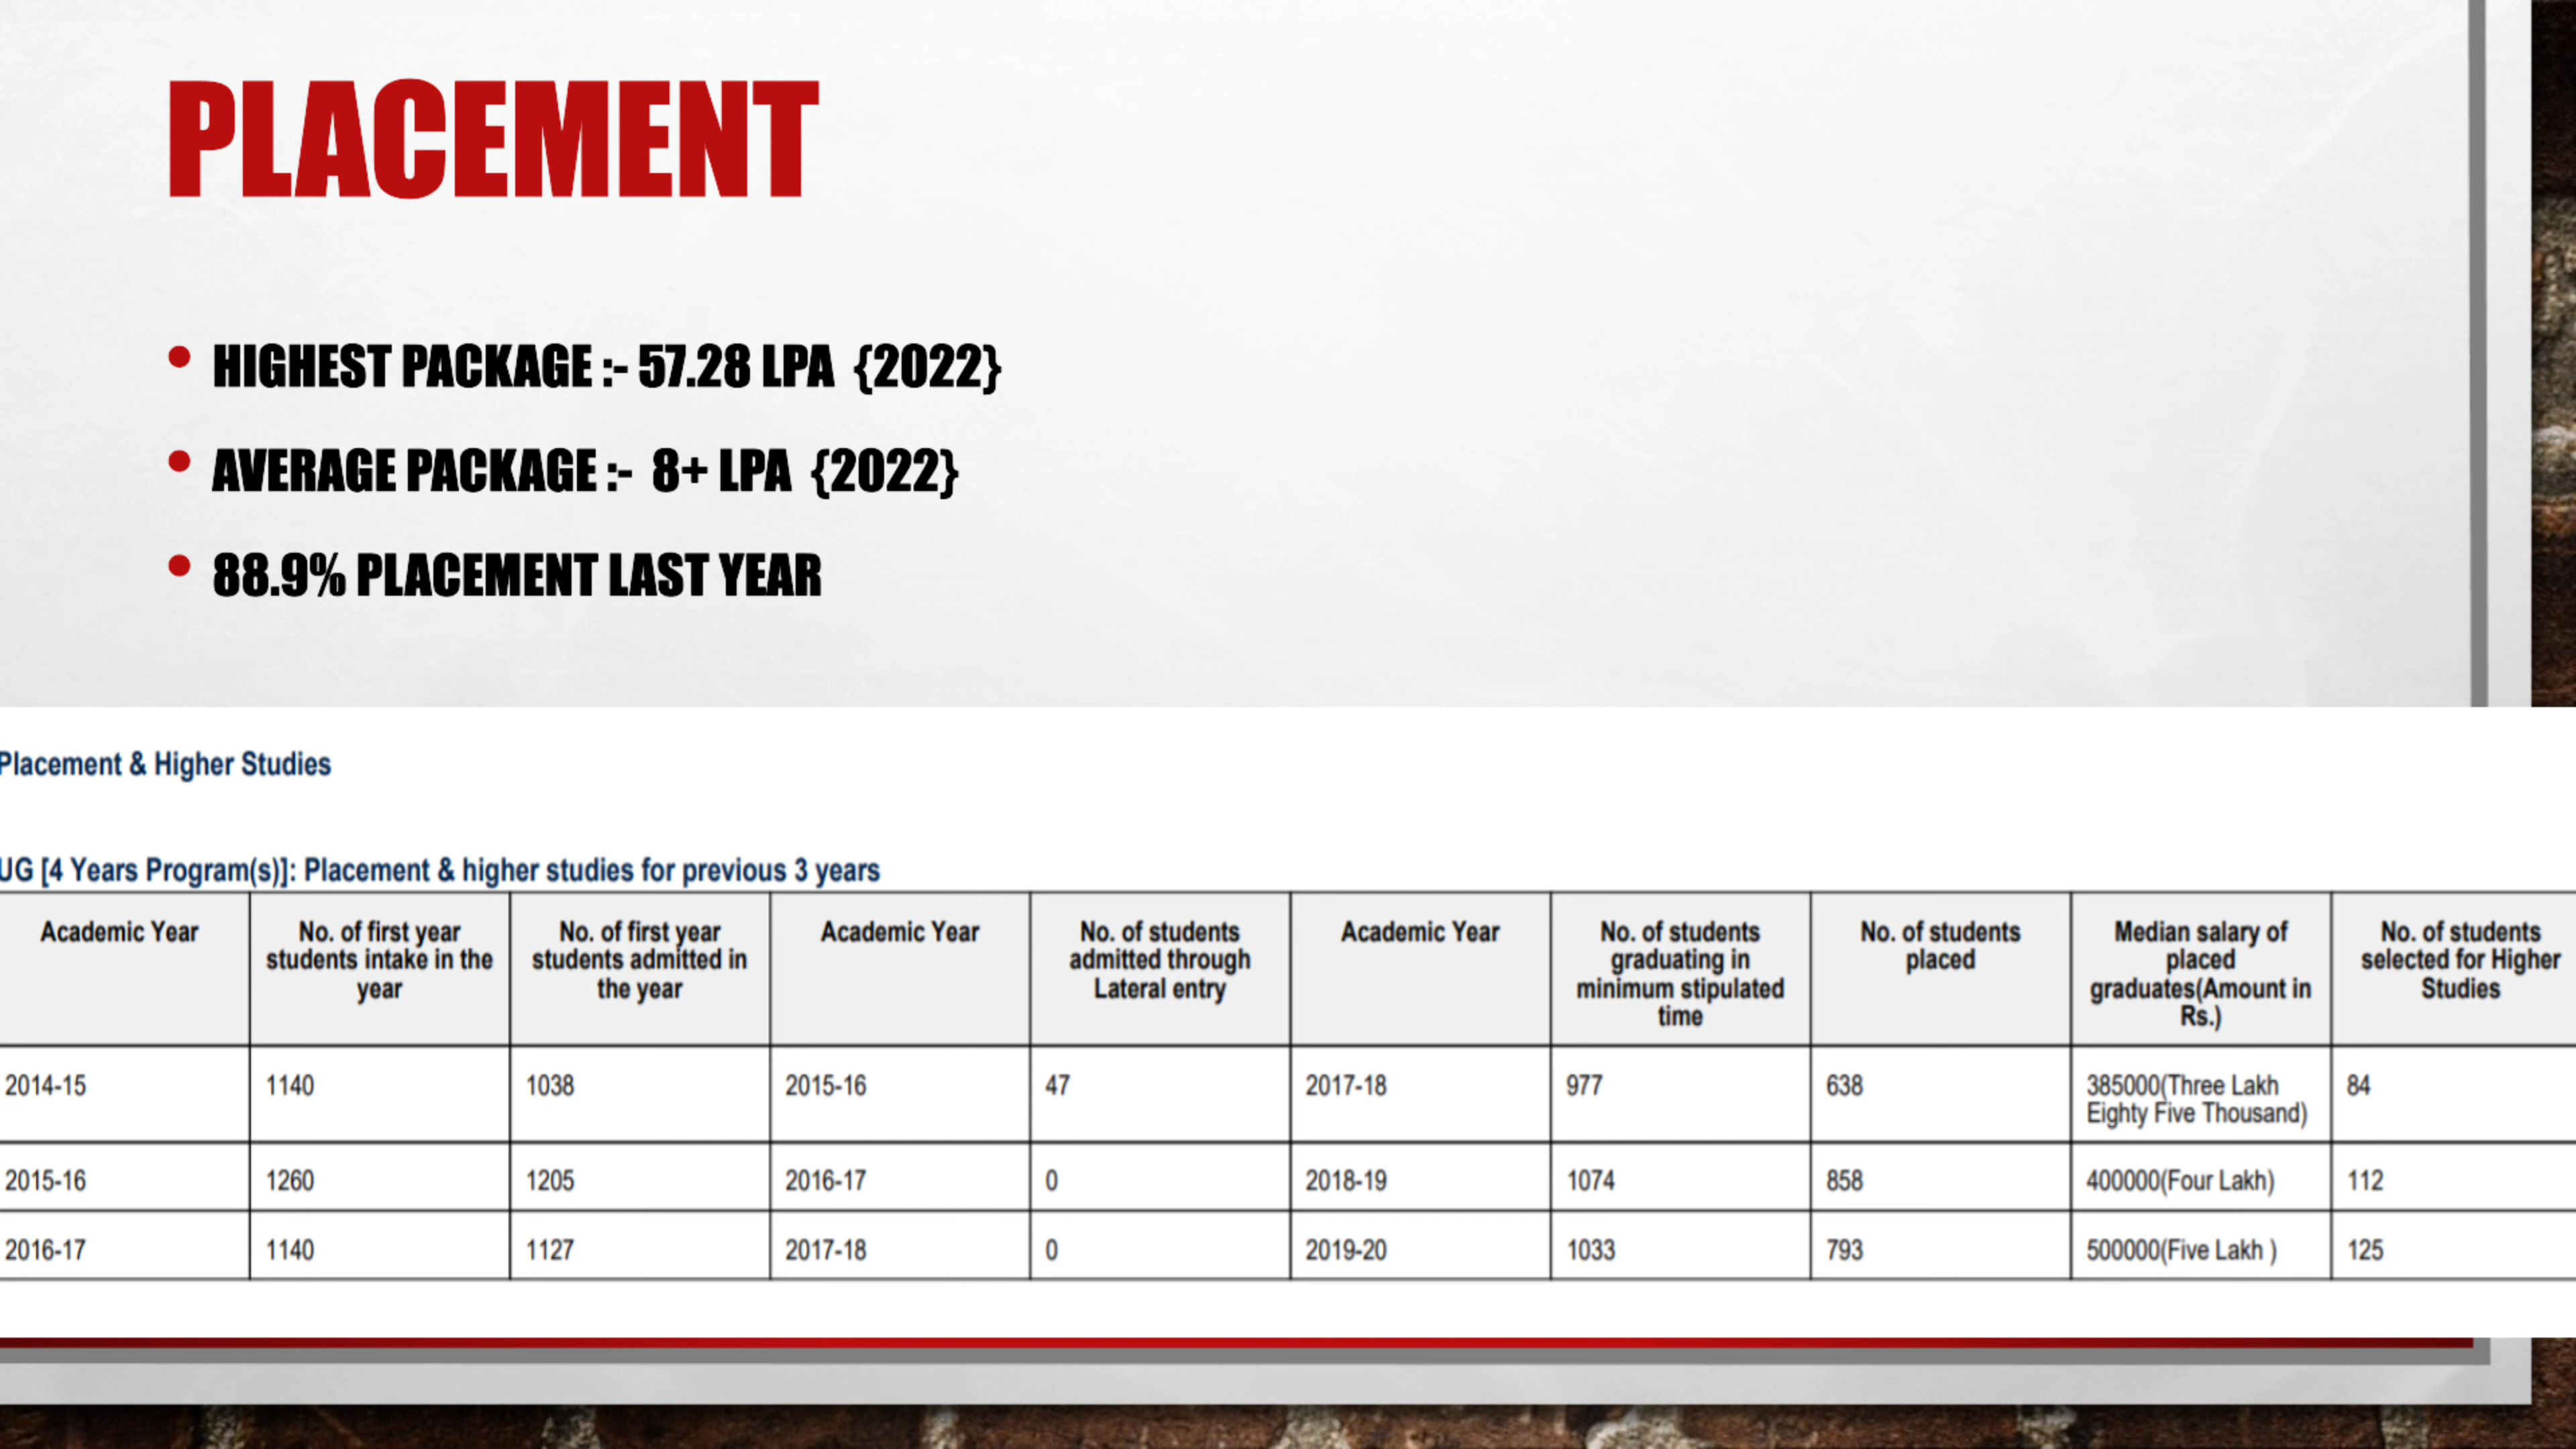 PLACEMENT
• HIGHEST PACKAGE :- 57.28 LPA {2022}
• AVERAGE PACKAGE :- 8+ LPA {2022}
• 88.9% PLACEMENT LAST YEAR
Placement & Higher Studies
UG [4 Years Program(s)]: Placement & higher studies for previous 3 years
Academic Year | No. of first year students intake in the year | No. of first year students admitted in the year | Academic Year | No. of students admitted through Lateral entry | Academic Year | No. of students graduating in minimum stipulated time | No. of students placed | Median salary of placed graduates(Amount in Rs.) | No. of students selected for Higher Studies
2014-15 | 1140 | 1038 | 2015-16 | 47 | 2017-18 | 977 | 638 | 385000(Three Lakh Eighty Five Thousand) | 84
2015-16 | 1260 | 1205 | 2016-17 | 0 | 2018-19 | 1074 | 858 | 400000(Four Lakh) | 112
2016-17 | 1140 | 1127 | 2017-18 | 0 | 2019-20 | 1033 | 793 | 500000(Five Lakh ) | 125